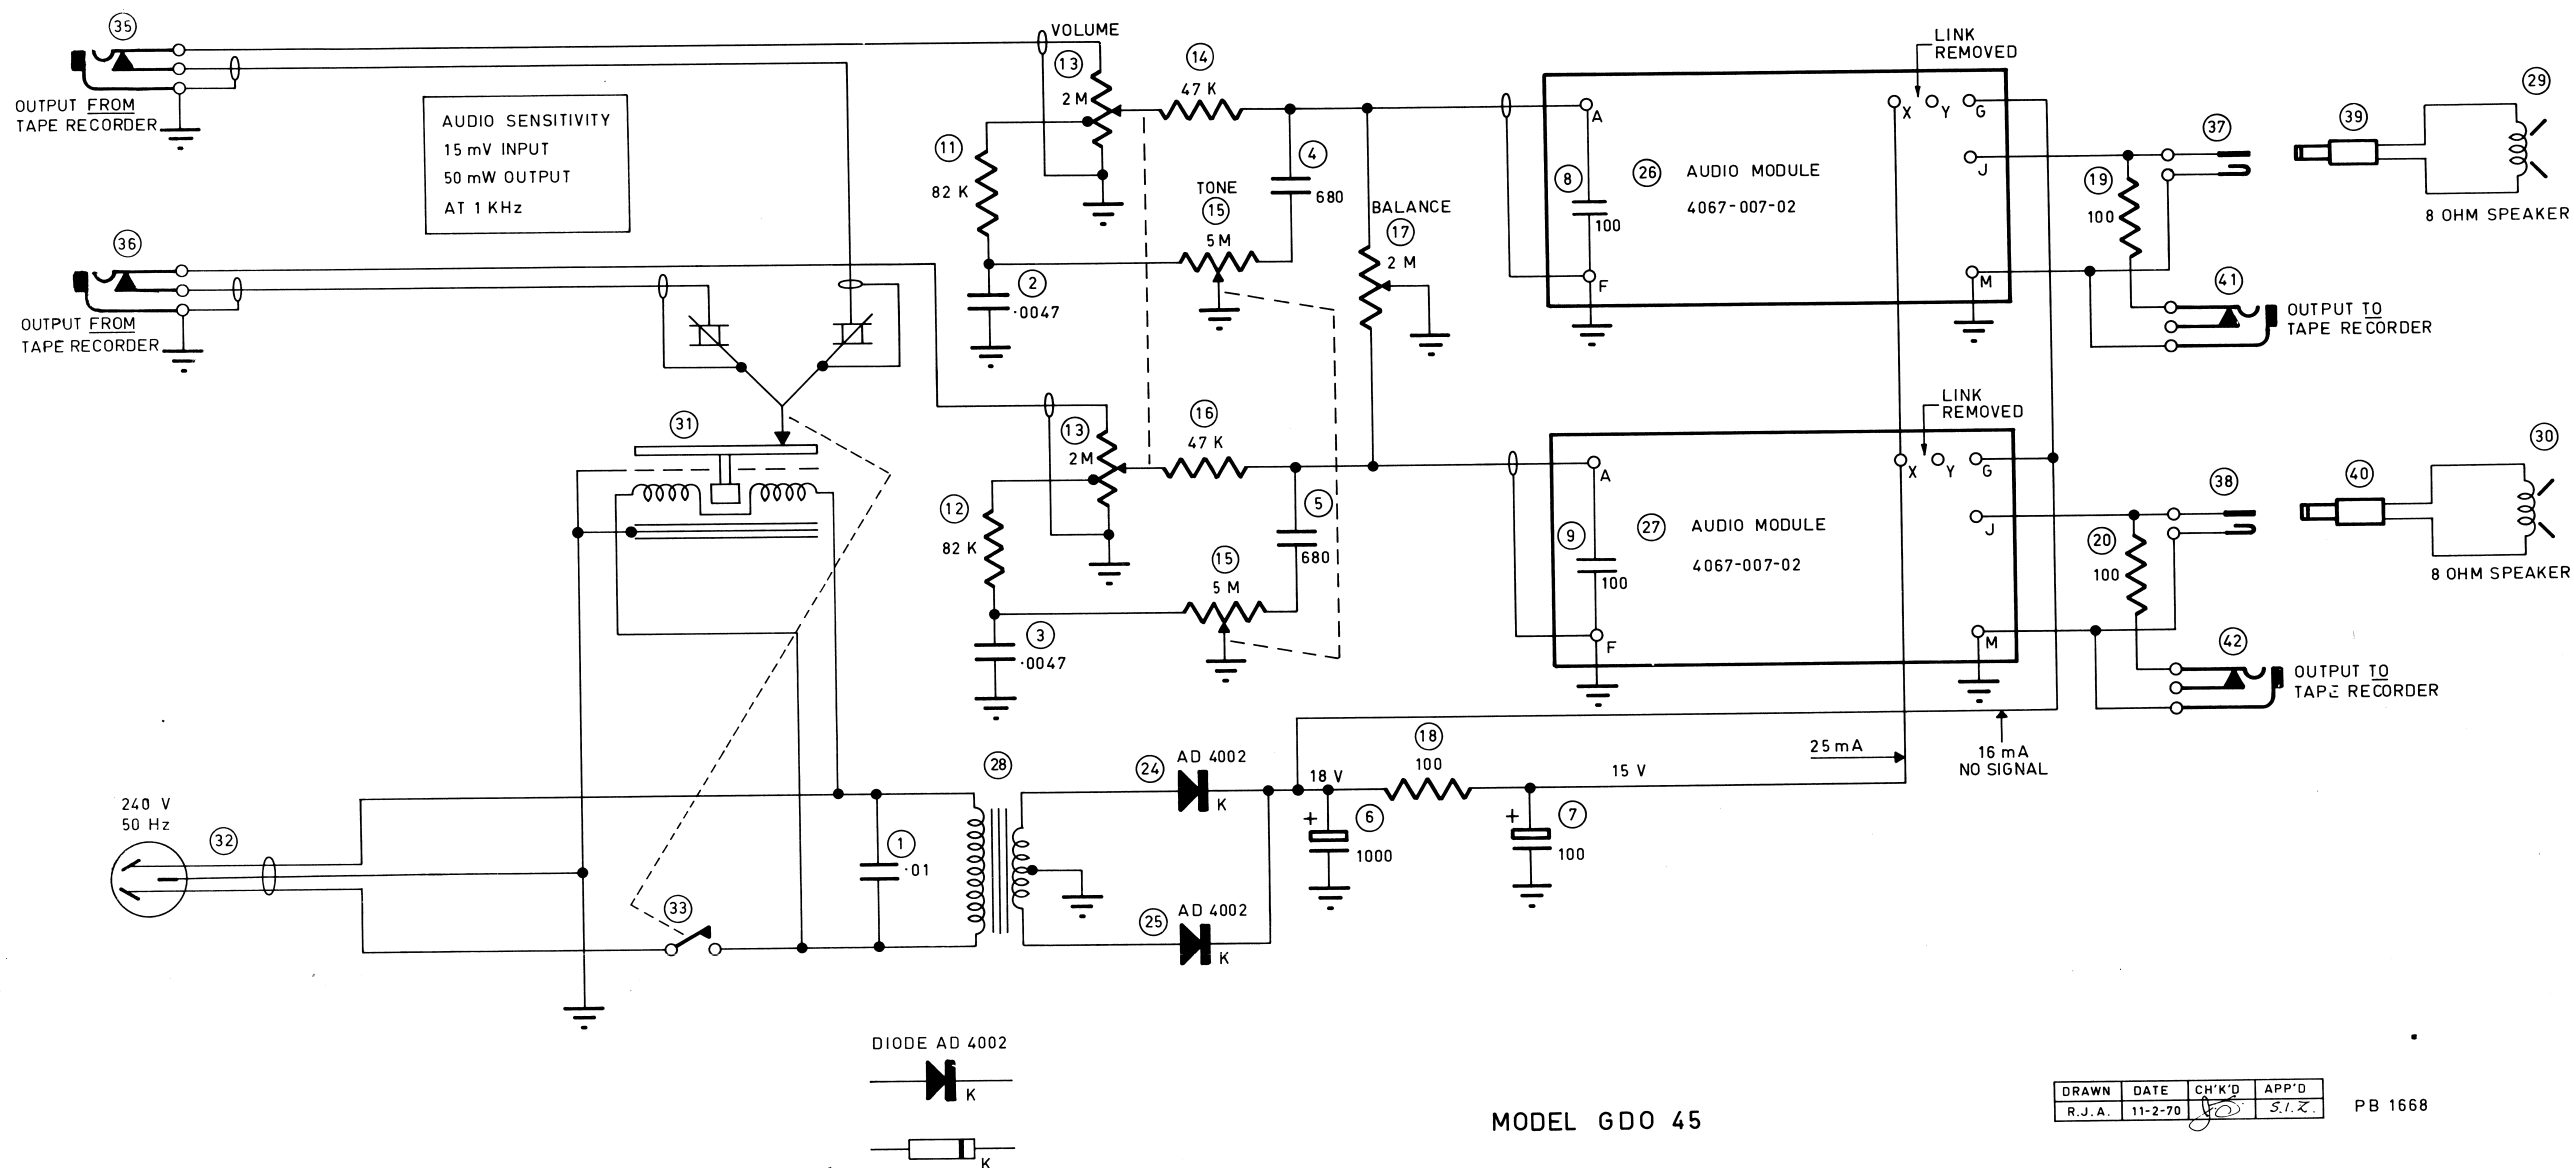 35
OUTPUT FROM
TAPE RECORDER
AUDIO SENSITIVITY
15 mV INPUT
50 mW OUTPUT
AT 1 KHz
36
OUTPUT FROM
TAPE RECORDER
31
VOLUME
13
2 M
14
47 K
11
82 K
4
680
TONE
15
5 M
2
·0047
BALANCE
17
2 M
13
2 M
16
47 K
12
82 K
5
680
15
5 M
3
·0047
LINK
REMOVED
A
X
Y
G
8
100
26
AUDIO MODULE
4067-007-02
J
F
M
LINK
REMOVED
A
X
Y
G
9
100
27
AUDIO MODULE
4067-007-02
J
F
M
37
19
100
39
29
8 OHM SPEAKER
41
OUTPUT TO
TAPE RECORDER
38
20
100
40
30
8 OHM SPEAKER
42
OUTPUT TO
TAPE RECORDER
240 V
50 Hz
32
33
1
·01
28
24
AD 4002
K
25
AD 4002
K
18 V
18
100
15 V
+
6
1000
+
7
100
25 mA
16 mA
NO SIGNAL
DIODE AD 4002
K
K
MODEL GDO 45
DRAWN DATE CH'K'D APP'D
R.J.A. 11-2-70 S.I.Z.
PB 1668